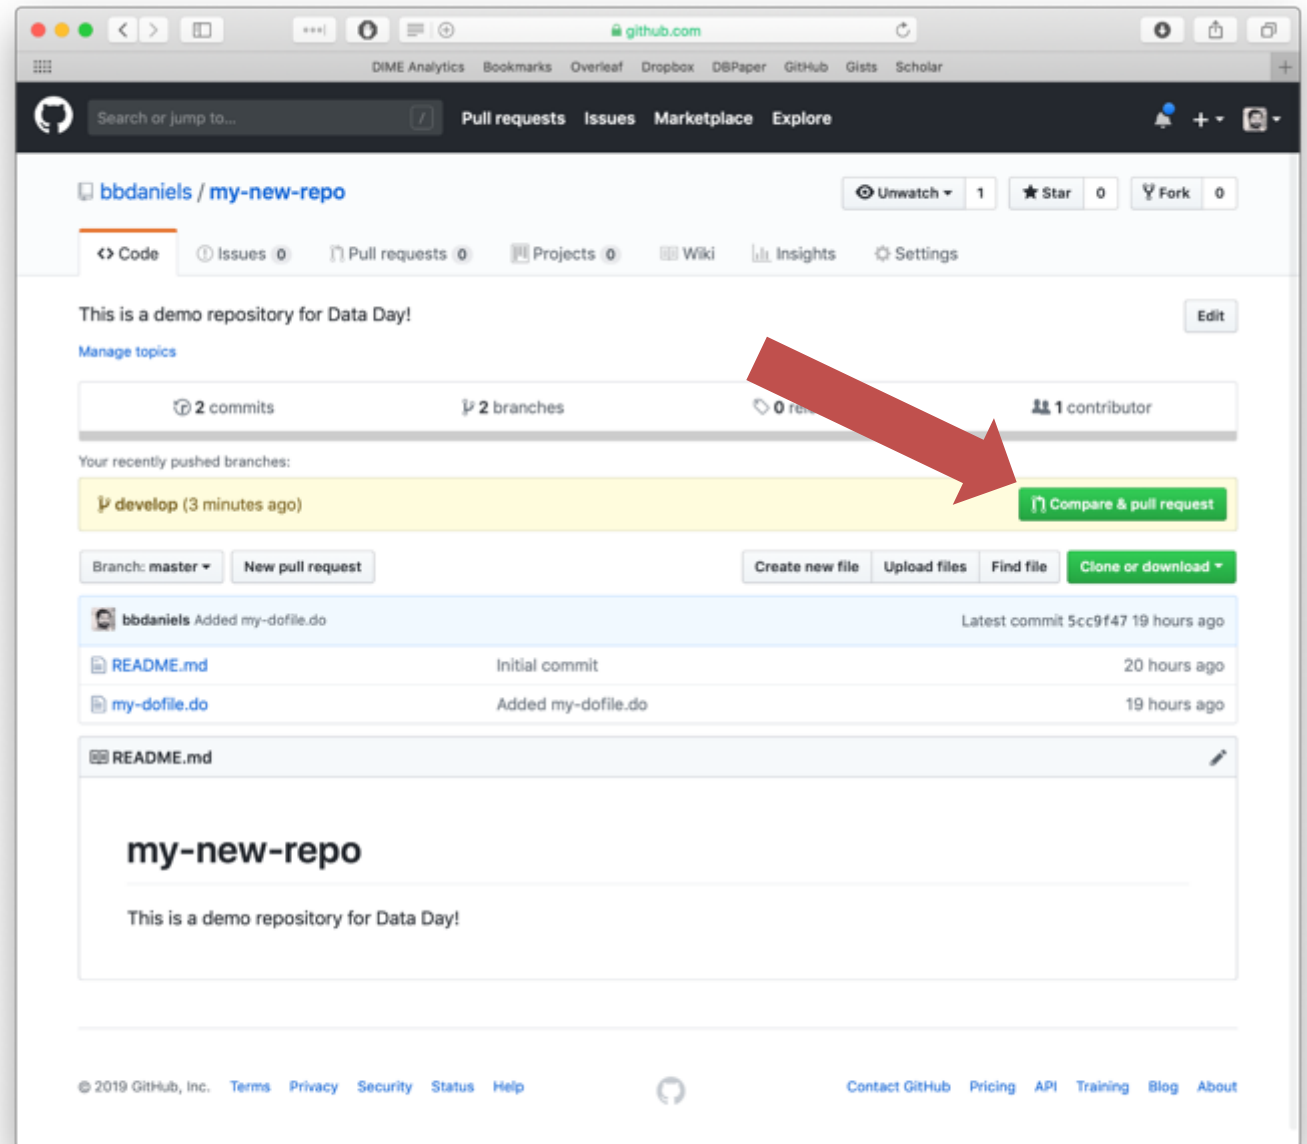 github.com
DIME Analytics Bookmarks Overleaf Dropbox DBPaper GitHub Gists Scholar
Search or jump to... / Pull requests Issues Marketplace Explore
bbdaniels / my-new-repo Unwatch 1 Star 0 Fork 0
Code Issues 0 Pull requests 0 Projects 0 Wiki Insights Settings
This is a demo repository for Data Day! Edit
Manage topics
2 commits 2 branches 0 1 contributor
Your recently pushed branches:
develop (3 minutes ago) Compare & pull request
Branch: master New pull request Create new file Upload files Find file Clone or download
bbdaniels Added my-dofile.do Latest commit 5cc9f47 19 hours ago
README.md Initial commit 20 hours ago
my-dofile.do Added my-dofile.do 19 hours ago
README.md
my-new-repo
This is a demo repository for Data Day!
© 2019 GitHub, Inc. Terms Privacy Security Status Help Contact GitHub Pricing API Training Blog About